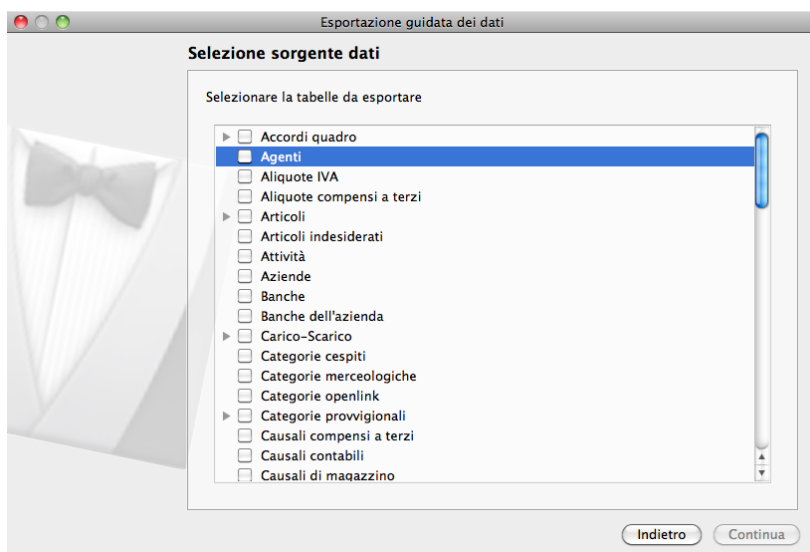 Esportazione guidata dei dati
Selezione sorgente dati
Selezionare la tabelle da esportare
Accordi quadro
Agenti
Aliquote IVA
Aliquote compensi a terzi
Articoli
Articoli indesiderati
Attività
Aziende
Banche
Banche dell'azienda
Carico-Scarico
Categorie cespiti
Categorie merceologiche
Categorie openlink
Categorie provvigionali
Causali compensi a terzi
Causali contabili
Causali di magazzino
Indietro Continua